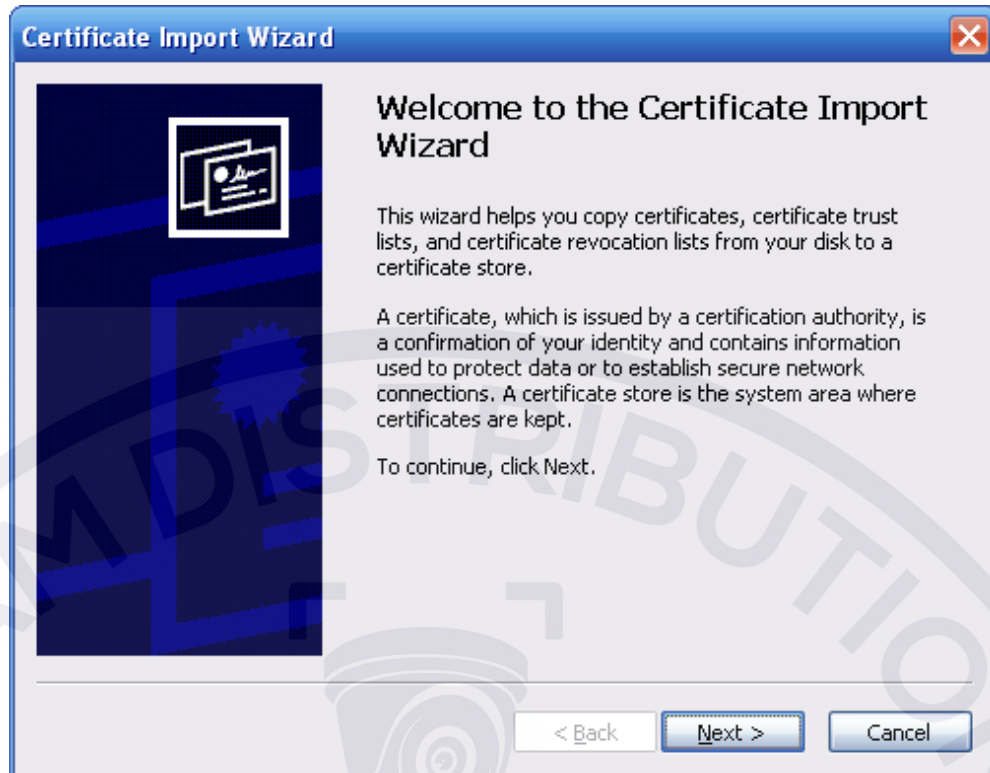 Certificate Import Wizard
Welcome to the Certificate Import
Wizard
This wizard helps you copy certificates, certificate trust
lists, and certificate revocation lists from your disk to a
certificate store.
A certificate, which is issued by a certification authority, is
a confirmation of your identity and contains information
used to protect data or to establish secure network
connections. A certificate store is the system area where
certificates are kept.
To continue, click Next.
MDISTRIBUTIO
< Back Next > Cancel